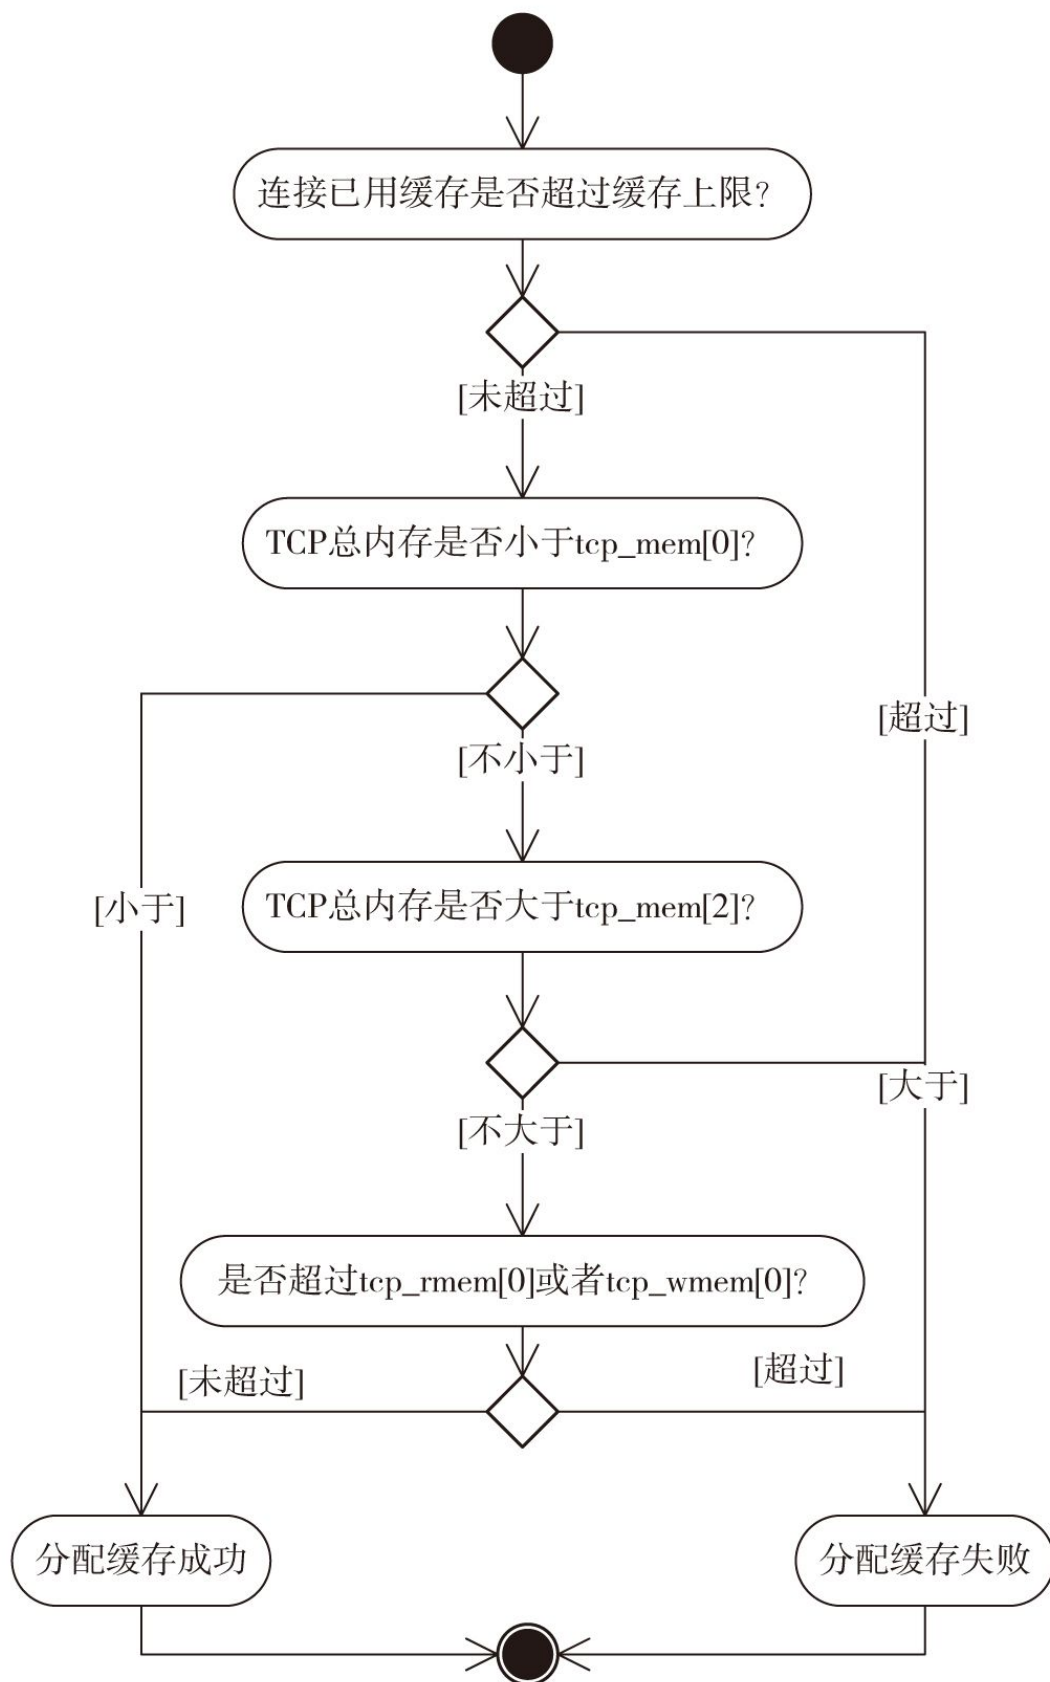 连接已用缓存是否超过缓存上限?
[未超过]
TCP总内存是否小于tcp_mem[0]?
[超过]
[不小于]
[小于]
TCP总内存是否大于tcp_mem[2]?
[大于]
[不大于]
是否超过tcp_rmem[0]或者tcp_wmem[0]?
[未超过]
[超过]
分配缓存成功
分配缓存失败